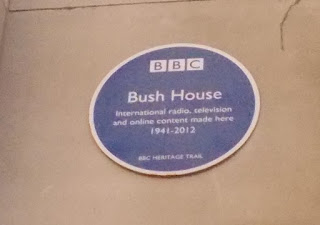 BBC
Bush House
International radio, television
and online content made here
1941-2012
BBC HERITAGE TRAIL